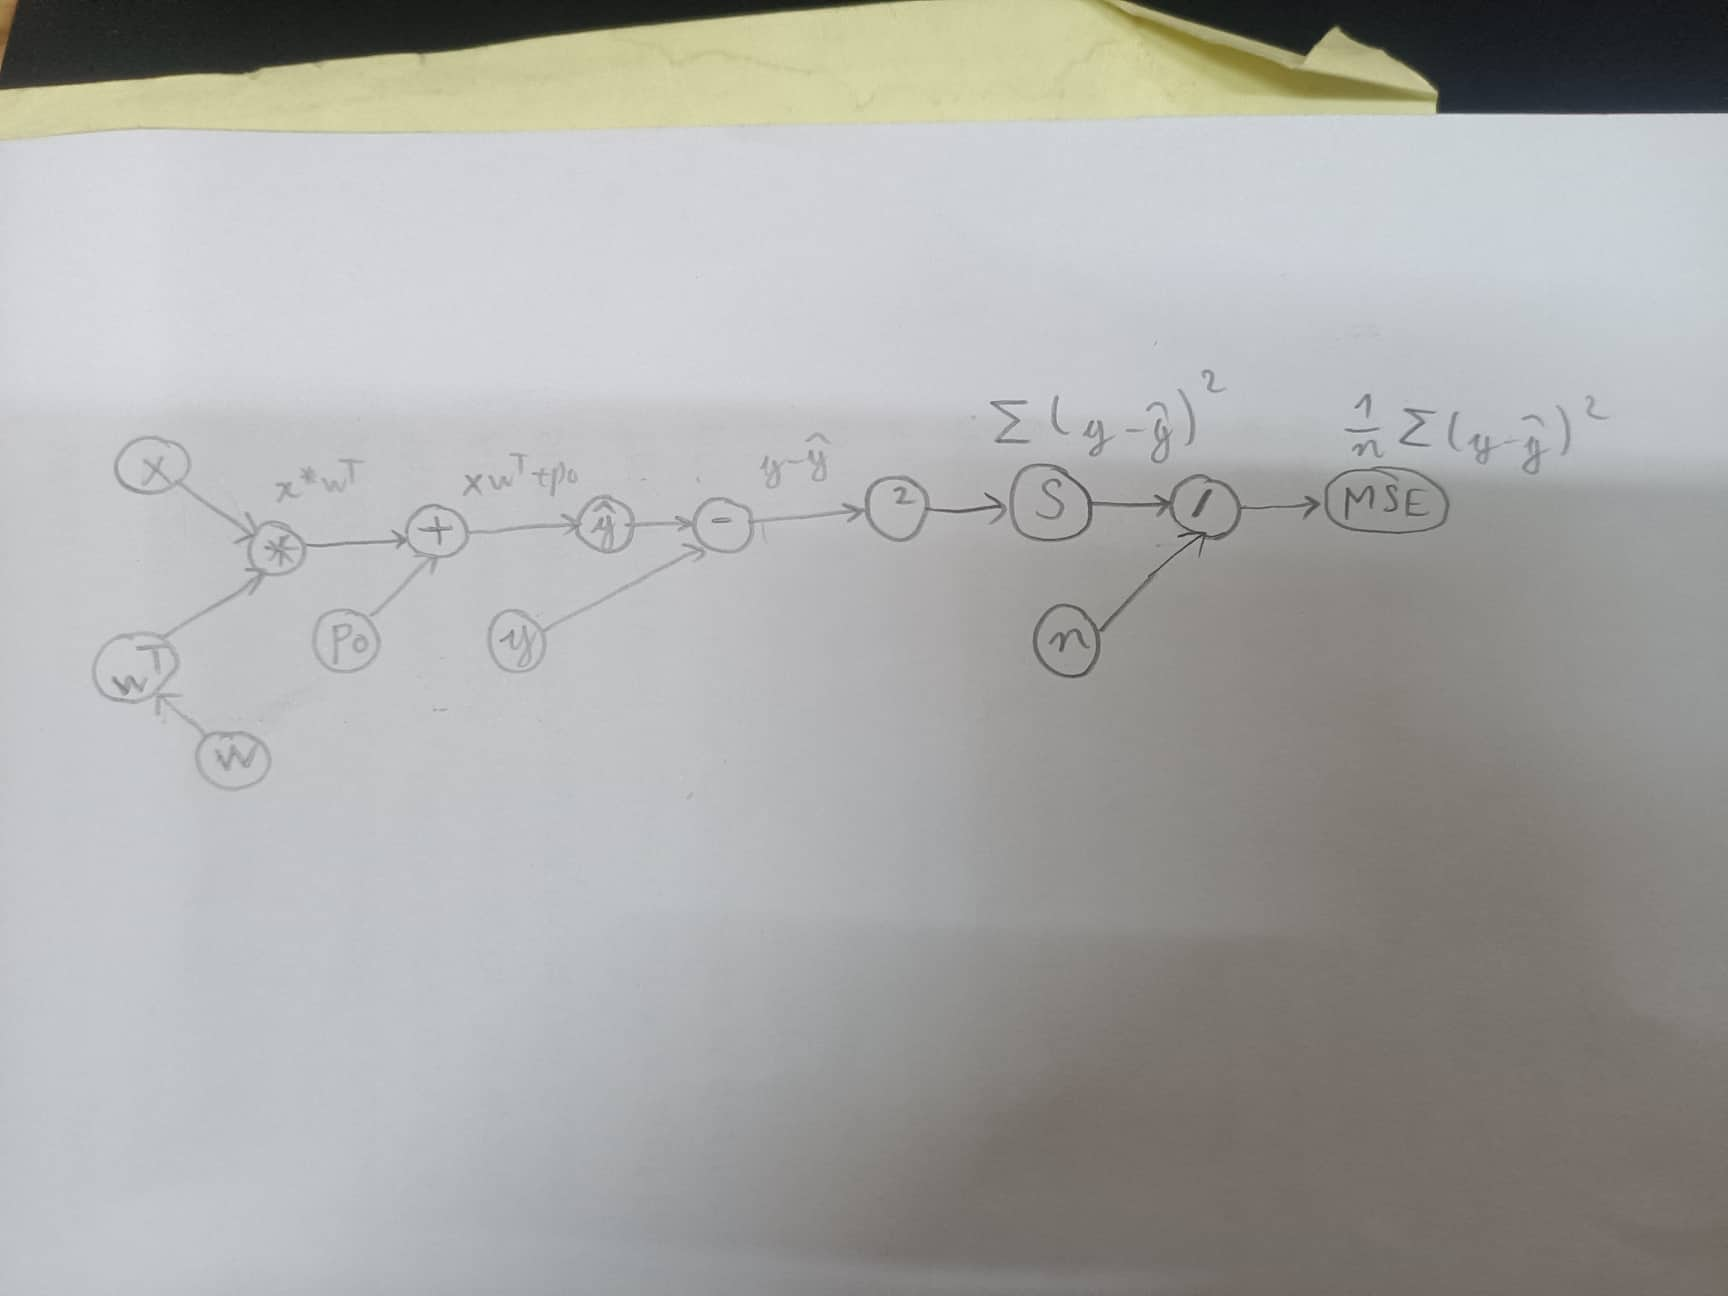 Σ(y-ŷ)²
1/n Σ(y-ŷ)²
x x*wᵀ xwᵀ+p₀ y-ŷ
* + ŷ - 2 S / MSE
wᵀ p₀ y n
w